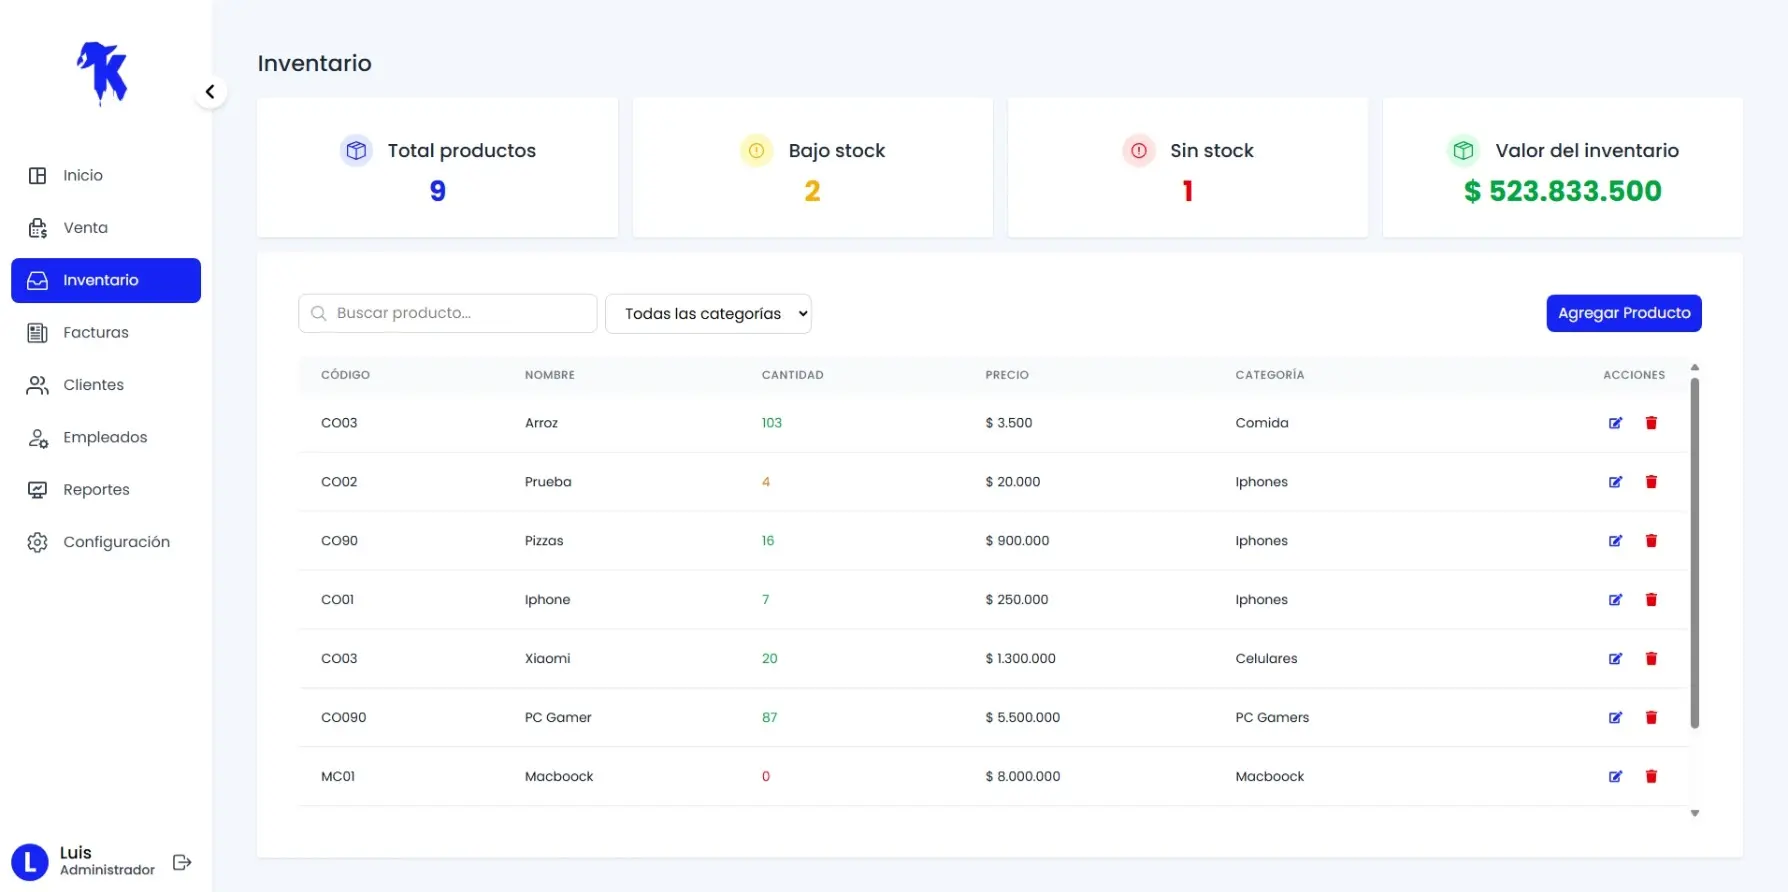 K
Inicio
Venta
Inventario
Facturas
Clientes
Empleados
Reportes
Configuración
L
Luis
Administrador
Inventario
Total productos
9
Bajo stock
2
Sin stock
1
Valor del inventario
$ 523.833.500
Buscar producto...
Todas las categorías
Agregar Producto
CÓDIGO NOMBRE CANTIDAD PRECIO CATEGORÍA ACCIONES
CO03 Arroz 103 $ 3.500 Comida
CO02 Prueba 4 $ 20.000 Iphones
CO90 Pizzas 16 $ 900.000 Iphones
CO01 Iphone 7 $ 250.000 Iphones
CO03 Xiaomi 20 $ 1.300.000 Celulares
CO090 PC Gamer 87 $ 5.500.000 PC Gamers
MC01 Macboock 0 $ 8.000.000 Macboock